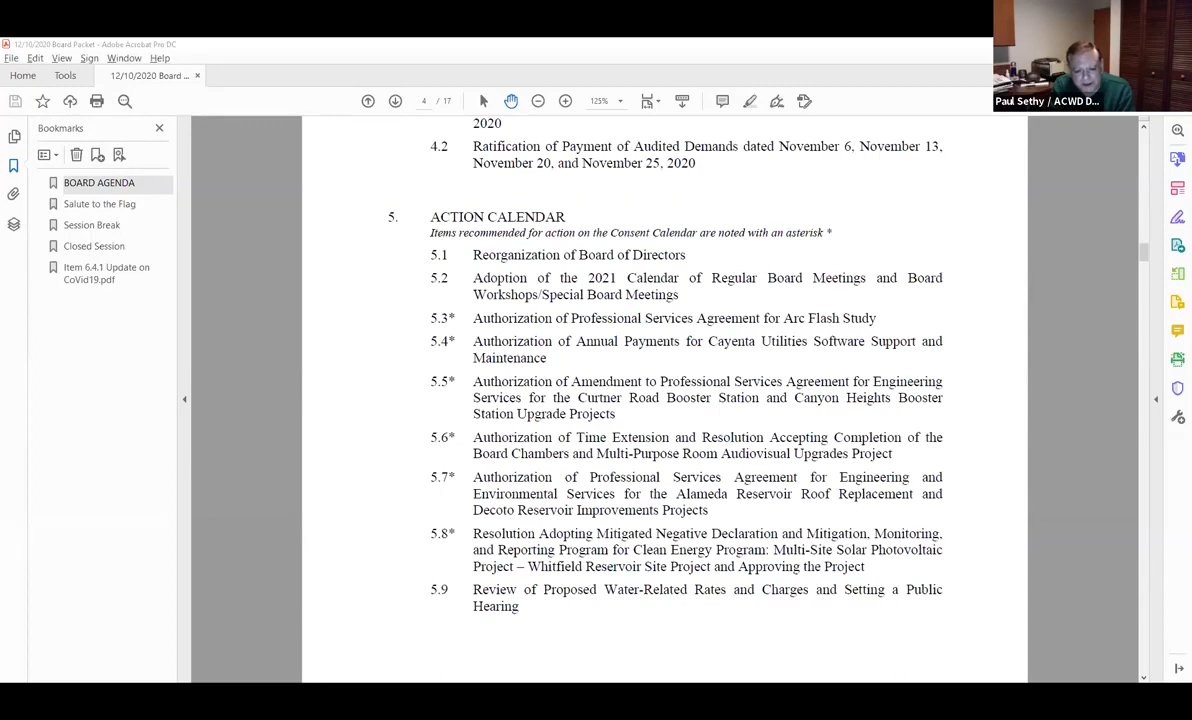 12/10/2020 Board Packet - Adobe Acrobat Pro DC
File Edit View Sign Window Help
Home Tools 12/10/2020 Board ... ×
4 / 17 125%
Paul Sethy / ACWD D...
Bookmarks
BOARD AGENDA
Salute to the Flag
Session Break
Closed Session
Item 6.4.1 Update on
CoVid19.pdf
2020
4.2 Ratification of Payment of Audited Demands dated November 6, November 13,
November 20, and November 25, 2020
5. ACTION CALENDAR
Items recommended for action on the Consent Calendar are noted with an asterisk *
5.1 Reorganization of Board of Directors
5.2 Adoption of the 2021 Calendar of Regular Board Meetings and Board
Workshops/Special Board Meetings
5.3* Authorization of Professional Services Agreement for Arc Flash Study
5.4* Authorization of Annual Payments for Cayenta Utilities Software Support and
Maintenance
5.5* Authorization of Amendment to Professional Services Agreement for Engineering
Services for the Curtner Road Booster Station and Canyon Heights Booster
Station Upgrade Projects
5.6* Authorization of Time Extension and Resolution Accepting Completion of the
Board Chambers and Multi-Purpose Room Audiovisual Upgrades Project
5.7* Authorization of Professional Services Agreement for Engineering and
Environmental Services for the Alameda Reservoir Roof Replacement and
Decoto Reservoir Improvements Projects
5.8* Resolution Adopting Mitigated Negative Declaration and Mitigation, Monitoring,
and Reporting Program for Clean Energy Program: Multi-Site Solar Photovoltaic
Project – Whitfield Reservoir Site Project and Approving the Project
5.9 Review of Proposed Water-Related Rates and Charges and Setting a Public
Hearing